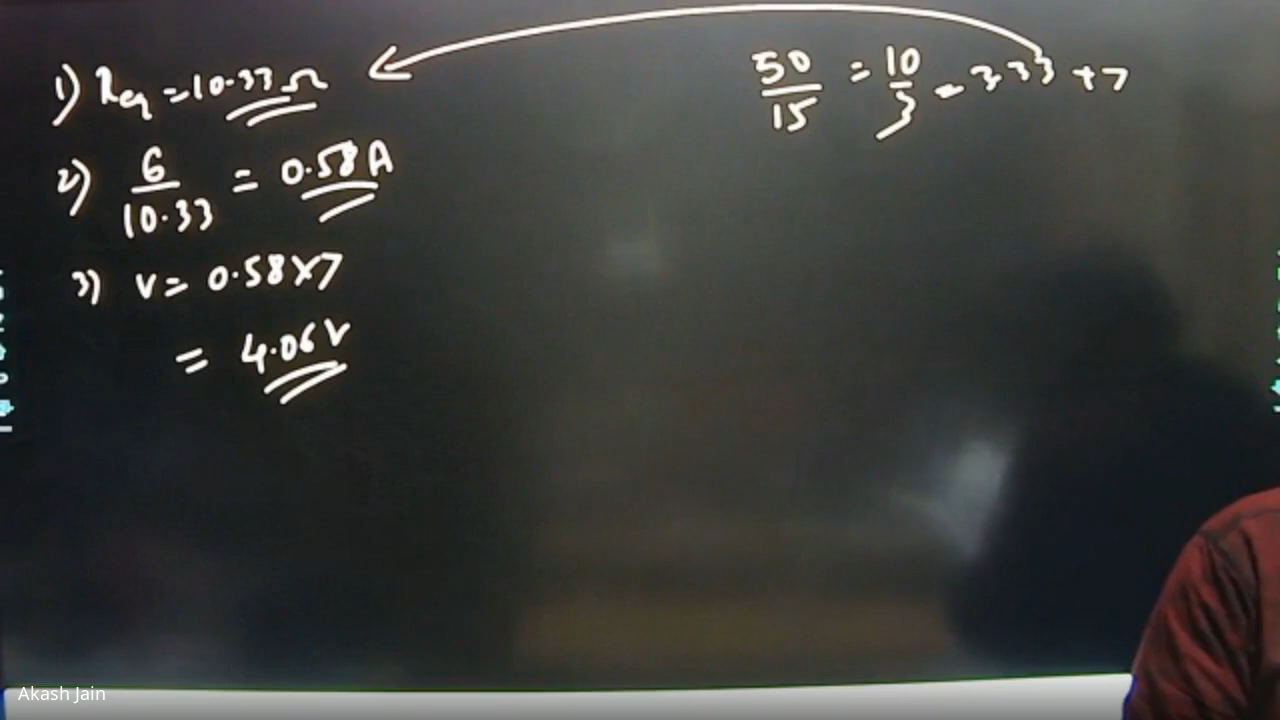 1) Req = 10.33 Ω
50/15 = 10/3 = 3.33 + 7
2) 6/10.33 = 0.58A
3) V = 0.58 × 7
= 4.06 V
Akash Jain